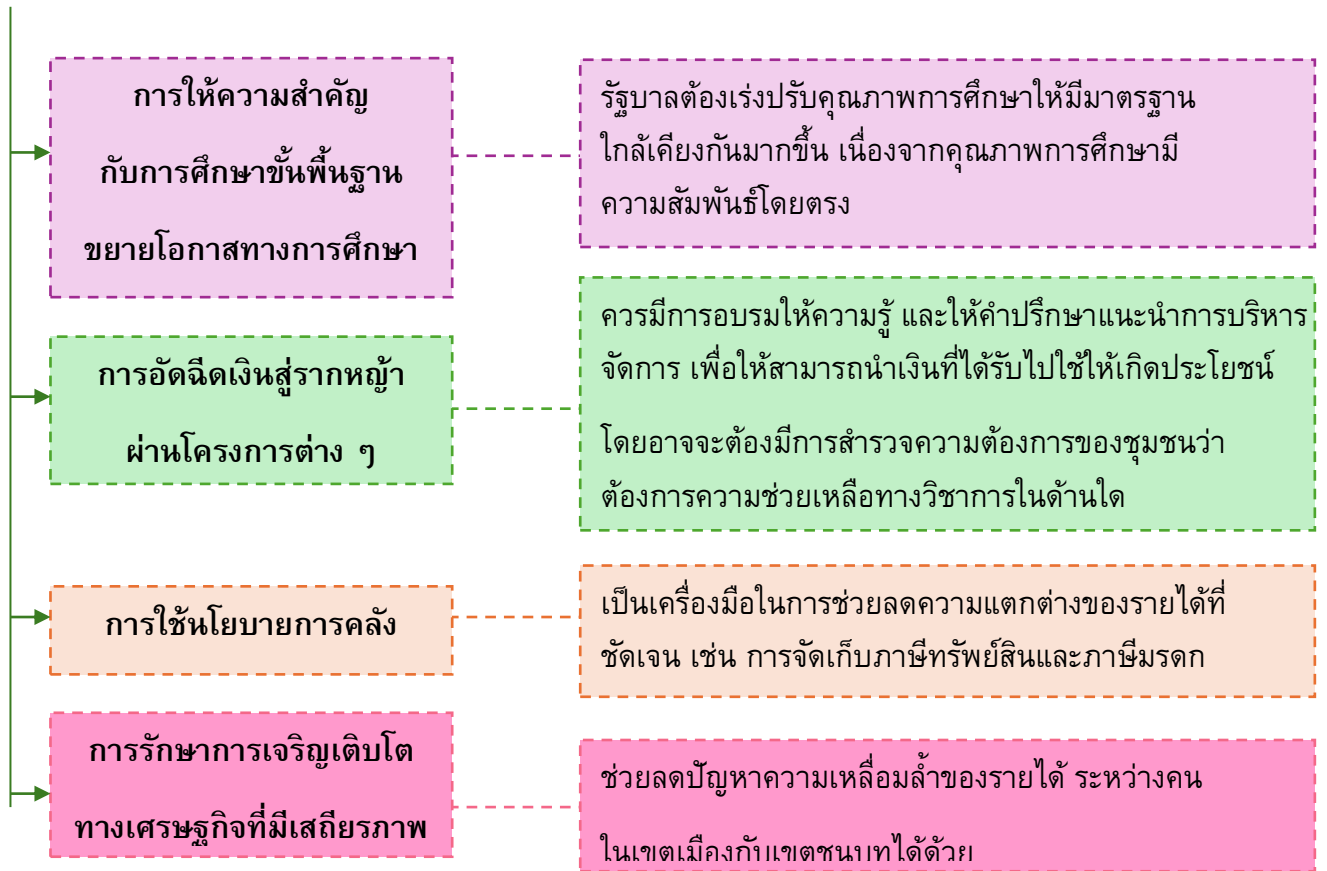 การให้ความสำคัญ
กับการศึกษาขั้นพื้นฐาน
ขยายโอกาสทางการศึกษา
รัฐบาลต้องเร่งปรับคุณภาพการศึกษาให้มีมาตรฐาน
ใกล้เคียงกันมากขึ้น เนื่องจากคุณภาพการศึกษามี
ความสัมพันธ์โดยตรง
การอัดฉีดเงินสู่รากหญ้า
ผ่านโครงการต่าง ๆ
ควรมีการอบรมให้ความรู้ และให้คำปรึกษาแนะนำการบริหาร
จัดการ เพื่อให้สามารถนำเงินที่ได้รับไปใช้ให้เกิดประโยชน์
โดยอาจจะต้องมีการสำรวจความต้องการของชุมชนว่า
ต้องการความช่วยเหลือทางวิชาการในด้านใด
การใช้นโยบายการคลัง
เป็นเครื่องมือในการช่วยลดความแตกต่างของรายได้ที่
ชัดเจน เช่น การจัดเก็บภาษีทรัพย์สินและภาษีมรดก
การรักษาการเจริญเติบโต
ทางเศรษฐกิจที่มีเสถียรภาพ
ช่วยลดปัญหาความเหลื่อมล้ำของรายได้ ระหว่างคน
ในเขตเมืองกับเขตชนบทได้ด้วย